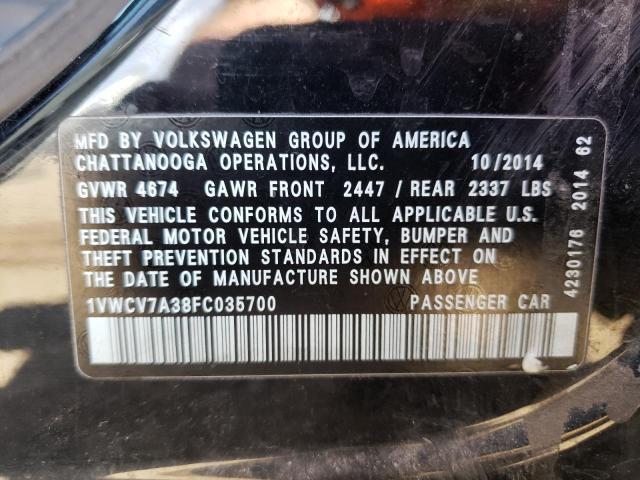 MFD BY VOLKSWAGEN GROUP OF AMERICA
CHATTANOOGA OPERATIONS, LLC. 10/2014
GVWR 4674 GAWR FRONT 2447 / REAR 2337 LBS
THIS VEHICLE CONFORMS TO ALL APPLICABLE U.S.
FEDERAL MOTOR VEHICLE SAFETY, BUMPER AND
THEFT PREVENTION STANDARDS IN EFFECT ON
THE DATE OF MANUFACTURE SHOWN ABOVE
1VWCV7A38FC035700 PASSENGER CAR
4230176 2014 62